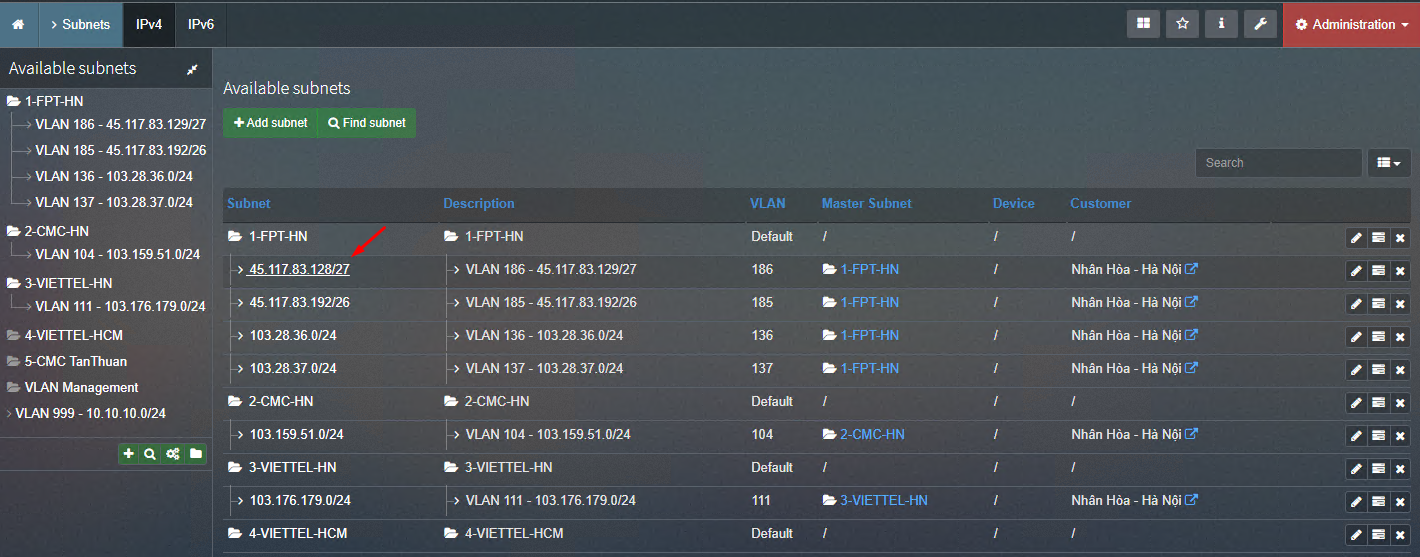 Subnets IPv4 IPv6 Administration
Available subnets
1-FPT-HN
VLAN 186 - 45.117.83.129/27
VLAN 185 - 45.117.83.192/26
VLAN 136 - 103.28.36.0/24
VLAN 137 - 103.28.37.0/24
2-CMC-HN
VLAN 104 - 103.159.51.0/24
3-VIETTEL-HN
VLAN 111 - 103.176.179.0/24
4-VIETTEL-HCM
5-CMC TanThuan
VLAN Management
VLAN 999 - 10.10.10.0/24
Available subnets
Add subnet Find subnet
Search
Subnet Description VLAN Master Subnet Device Customer
1-FPT-HN 1-FPT-HN Default / / /
45.117.83.128/27 VLAN 186 - 45.117.83.129/27 186 1-FPT-HN / Nhân Hòa - Hà Nội
45.117.83.192/26 VLAN 185 - 45.117.83.192/26 185 1-FPT-HN / Nhân Hòa - Hà Nội
103.28.36.0/24 VLAN 136 - 103.28.36.0/24 136 1-FPT-HN / Nhân Hòa - Hà Nội
103.28.37.0/24 VLAN 137 - 103.28.37.0/24 137 1-FPT-HN / Nhân Hòa - Hà Nội
2-CMC-HN 2-CMC-HN Default / / /
103.159.51.0/24 VLAN 104 - 103.159.51.0/24 104 2-CMC-HN / Nhân Hòa - Hà Nội
3-VIETTEL-HN 3-VIETTEL-HN Default / / /
103.176.179.0/24 VLAN 111 - 103.176.179.0/24 111 3-VIETTEL-HN / Nhân Hòa - Hà Nội
4-VIETTEL-HCM 4-VIETTEL-HCM Default / / /